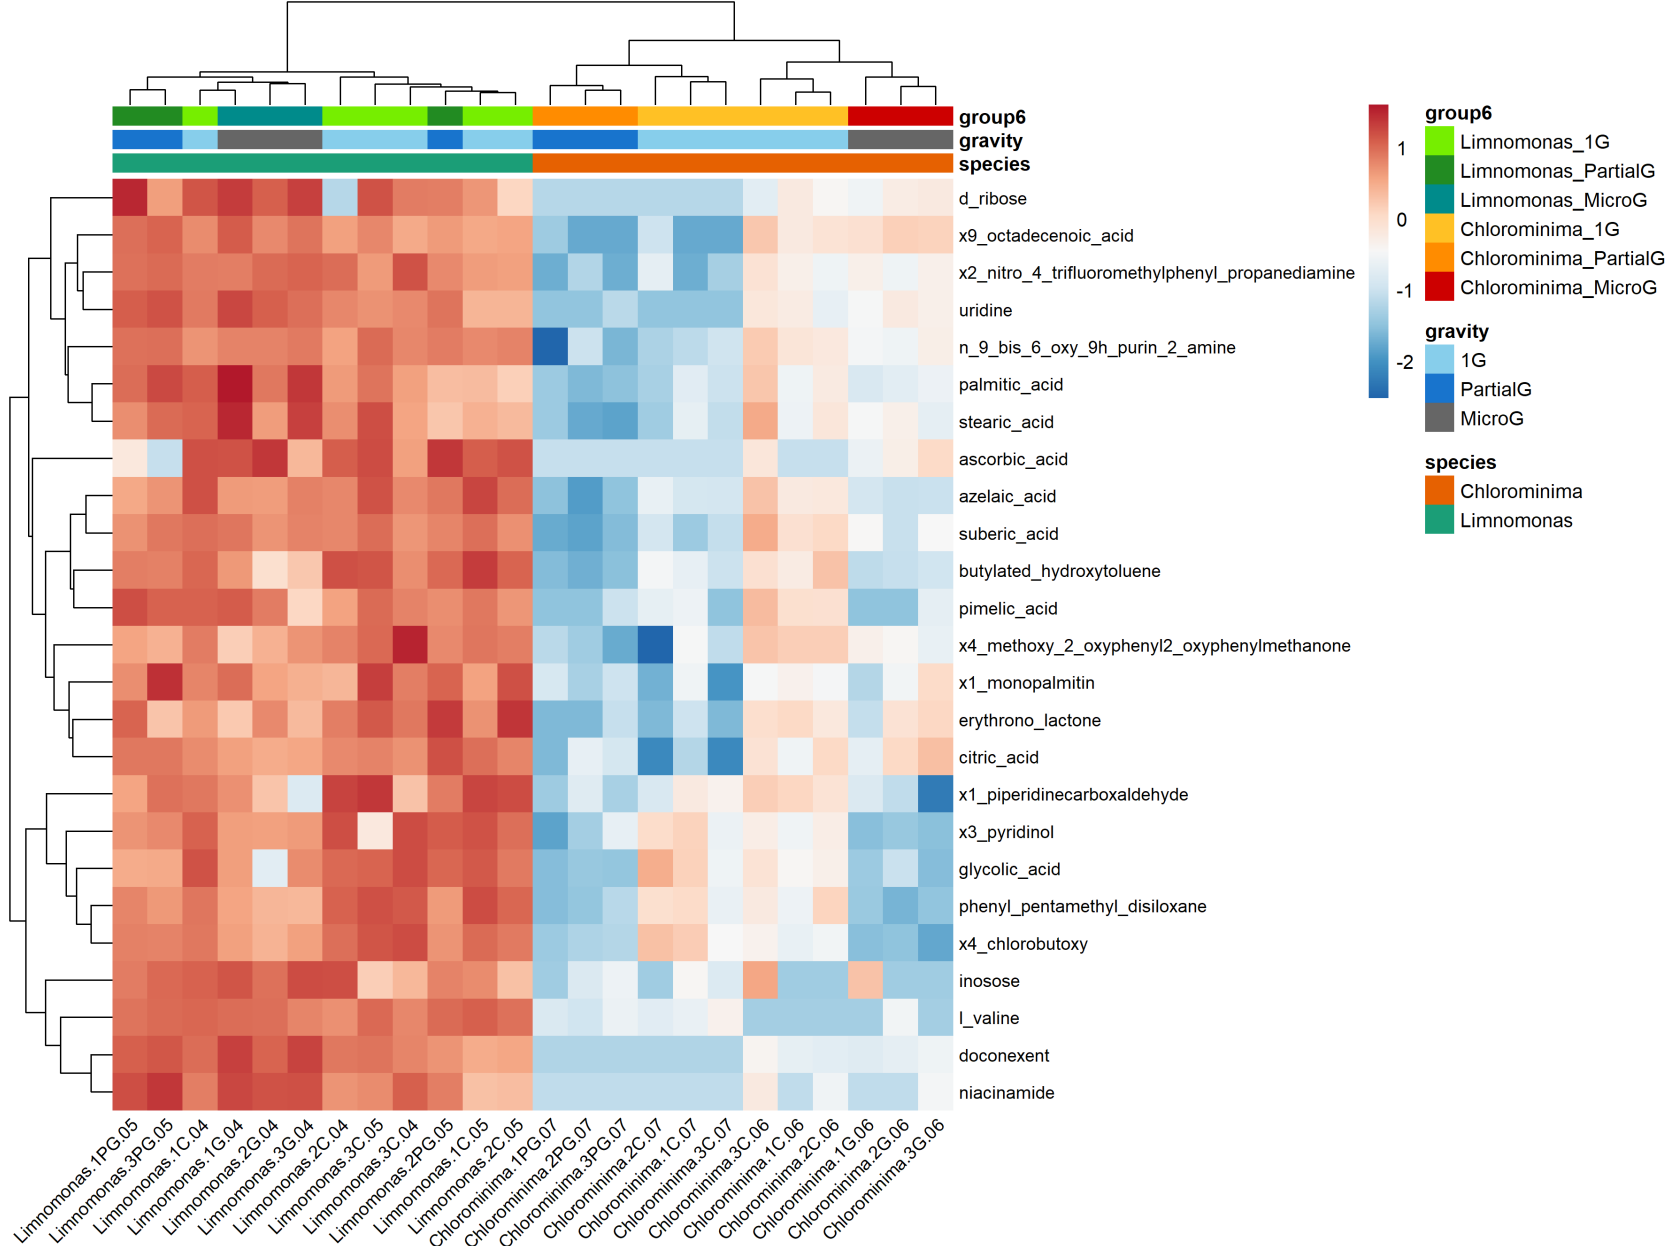 group6
gravity
species
d_ribose
x9_octadecenoic_acid
x2_nitro_4_trifluoromethylphenyl_propanediamine
uridine
n_9_bis_6_oxy_9h_purin_2_amine
palmitic_acid
stearic_acid
ascorbic_acid
azelaic_acid
suberic_acid
butylated_hydroxytoluene
pimelic_acid
x4_methoxy_2_oxyphenyl2_oxyphenylmethanone
x1_monopalmitin
erythrono_lactone
citric_acid
x1_piperidinecarboxaldehyde
x3_pyridinol
glycolic_acid
phenyl_pentamethyl_disiloxane
x4_chlorobutoxy
inosose
l_valine
doconexent
niacinamide
Limnomonas.1PG.05
Limnomonas.3PG.05
Limnomonas.1C.04
Limnomonas.1G.04
Limnomonas.2G.04
Limnomonas.3G.04
Limnomonas.2C.04
Limnomonas.3C.05
Limnomonas.3C.04
Limnomonas.2PG.05
Limnomonas.1C.05
Limnomonas.2C.05
Chlorominima.1PG.07
Chlorominima.2PG.07
Chlorominima.3PG.07
Chlorominima.2C.07
Chlorominima.1C.07
Chlorominima.3C.07
Chlorominima.3C.06
Chlorominima.1C.06
Chlorominima.2C.06
Chlorominima.1G.06
Chlorominima.2G.06
Chlorominima.3G.06
1
0
-1
-2
group6
Limnomonas_1G
Limnomonas_PartialG
Limnomonas_MicroG
Chlorominima_1G
Chlorominima_PartialG
Chlorominima_MicroG
gravity
1G
PartialG
MicroG
species
Chlorominima
Limnomonas